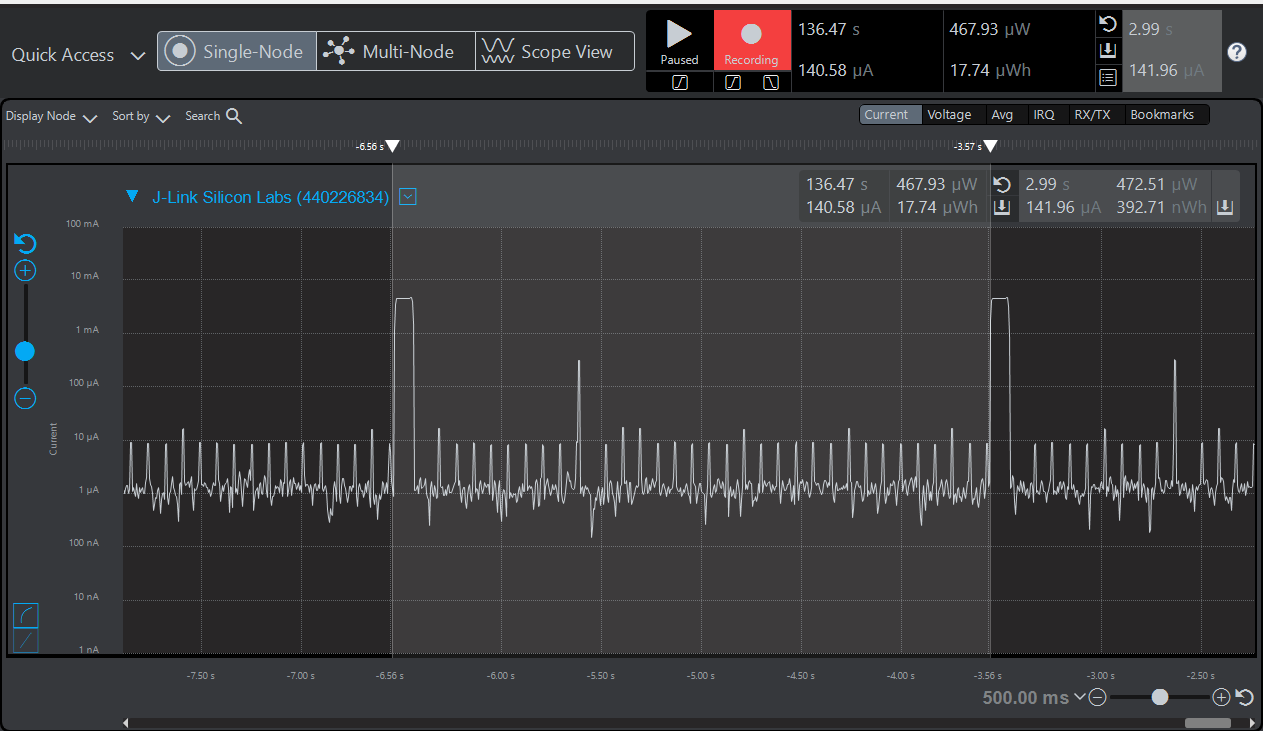 Quick Access
Single-Node
Multi-Node
Scope View
Paused
Recording
136.47 s
140.58 µA
467.93 µW
17.74 µWh
2.99 s
141.96 µA
?
Display Node
Sort by
Search
Current
Voltage
Avg
IRQ
RX/TX
Bookmarks
-6.56 s
-3.57 s
J-Link Silicon Labs (440226834)
136.47 s 467.93 µW
140.58 µA 17.74 µWh
2.99 s 472.51 µW
141.96 µA 392.71 nWh
100 mA
10 mA
1 mA
100 µA
10 µA
1 µA
100 nA
10 nA
1 nA
Current
-7.50 s -7.00 s -6.56 s -6.00 s -5.50 s -5.00 s -4.50 s -4.00 s -3.56 s -3.00 s -2.50 s
500.00 ms